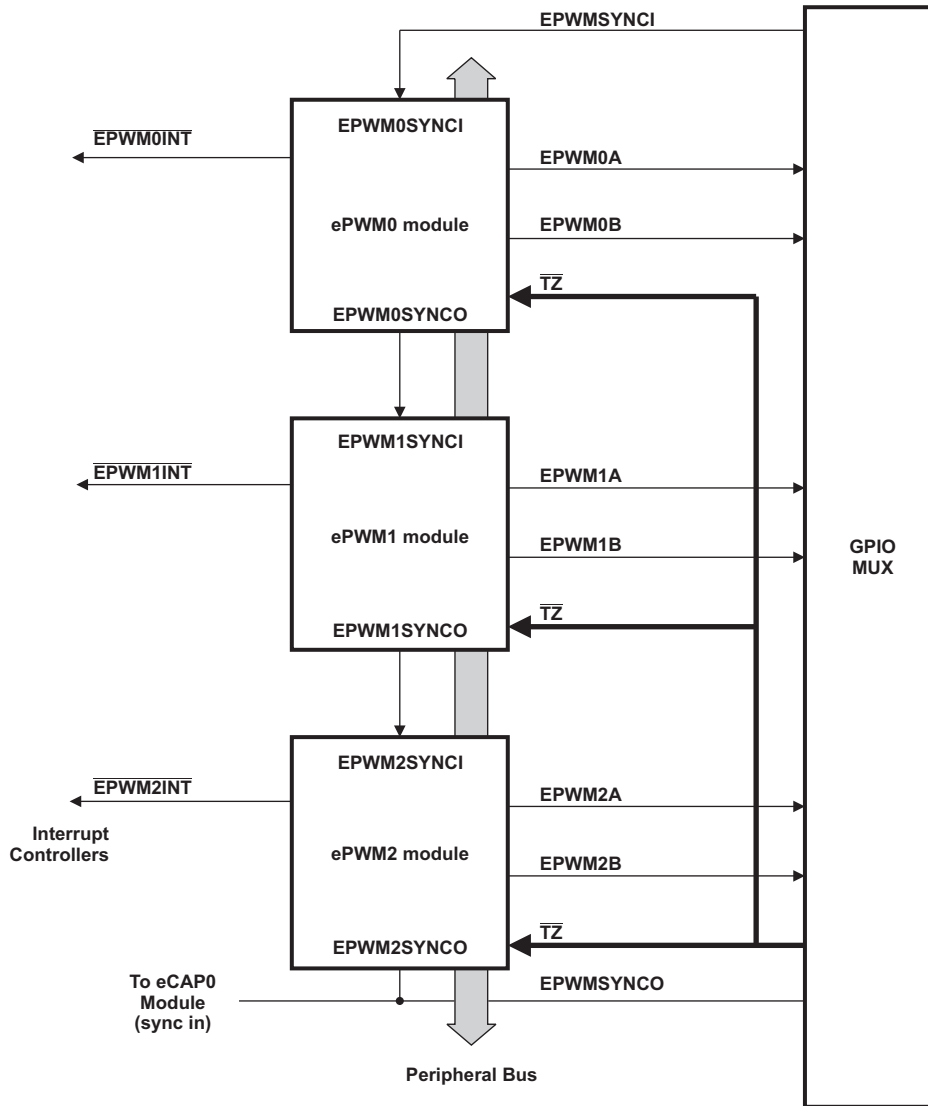 EPWMSYNCI
EPWM0SYNCI
EPWM0INT
EPWM0A
ePWM0 module
EPWM0B
TZ
EPWM0SYNCO
EPWM1SYNCI
EPWM1INT
EPWM1A
ePWM1 module
EPWM1B
GPIO
MUX
TZ
EPWM1SYNCO
EPWM2SYNCI
EPWM2INT
EPWM2A
Interrupt
Controllers
ePWM2 module
EPWM2B
TZ
EPWM2SYNCO
To eCAP0
Module
(sync in)
EPWMSYNCO
Peripheral Bus